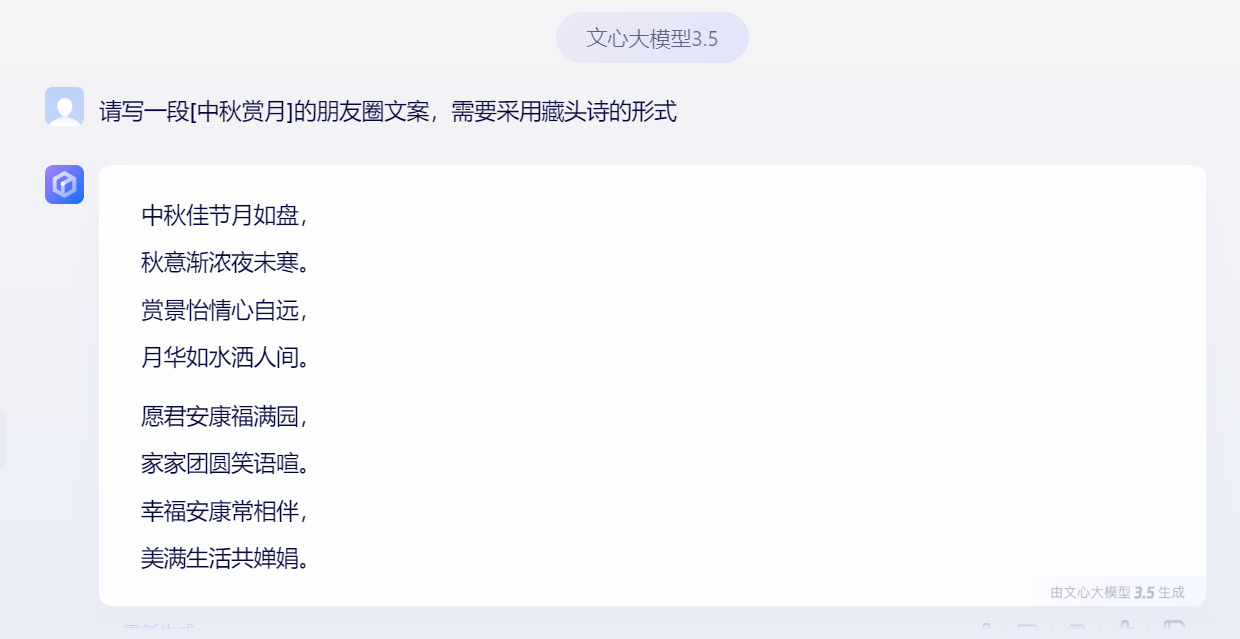 文心大模型3.5
请写一段[中秋赏月]的朋友圈文案，需要采用藏头诗的形式
中秋佳节月如盘，
秋意渐浓夜未寒。
赏景怡情心自远，
月华如水洒人间。
愿君安康福满园，
家家团圆笑语喧。
幸福安康常相伴，
美满生活共婵娟。
由文心大模型 3.5 生成